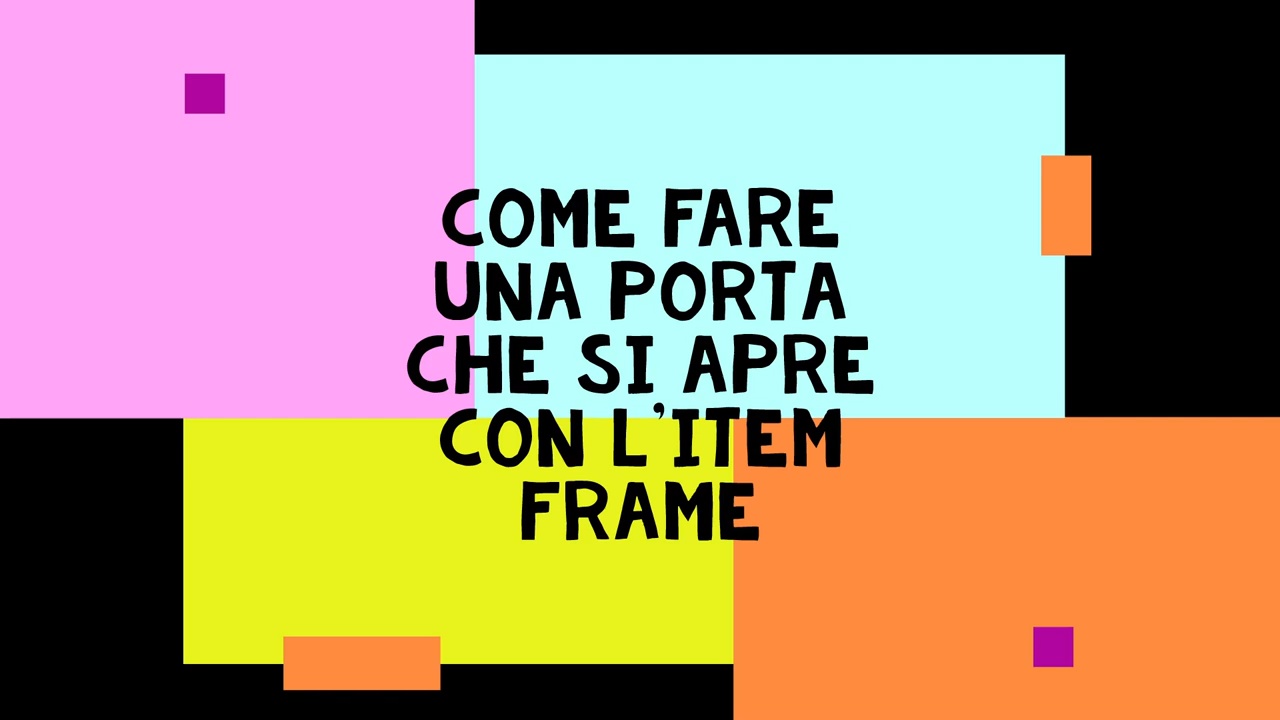 COME FARE
UNA PORTA
CHE SI APRE
CON L'ITEM
FRAME